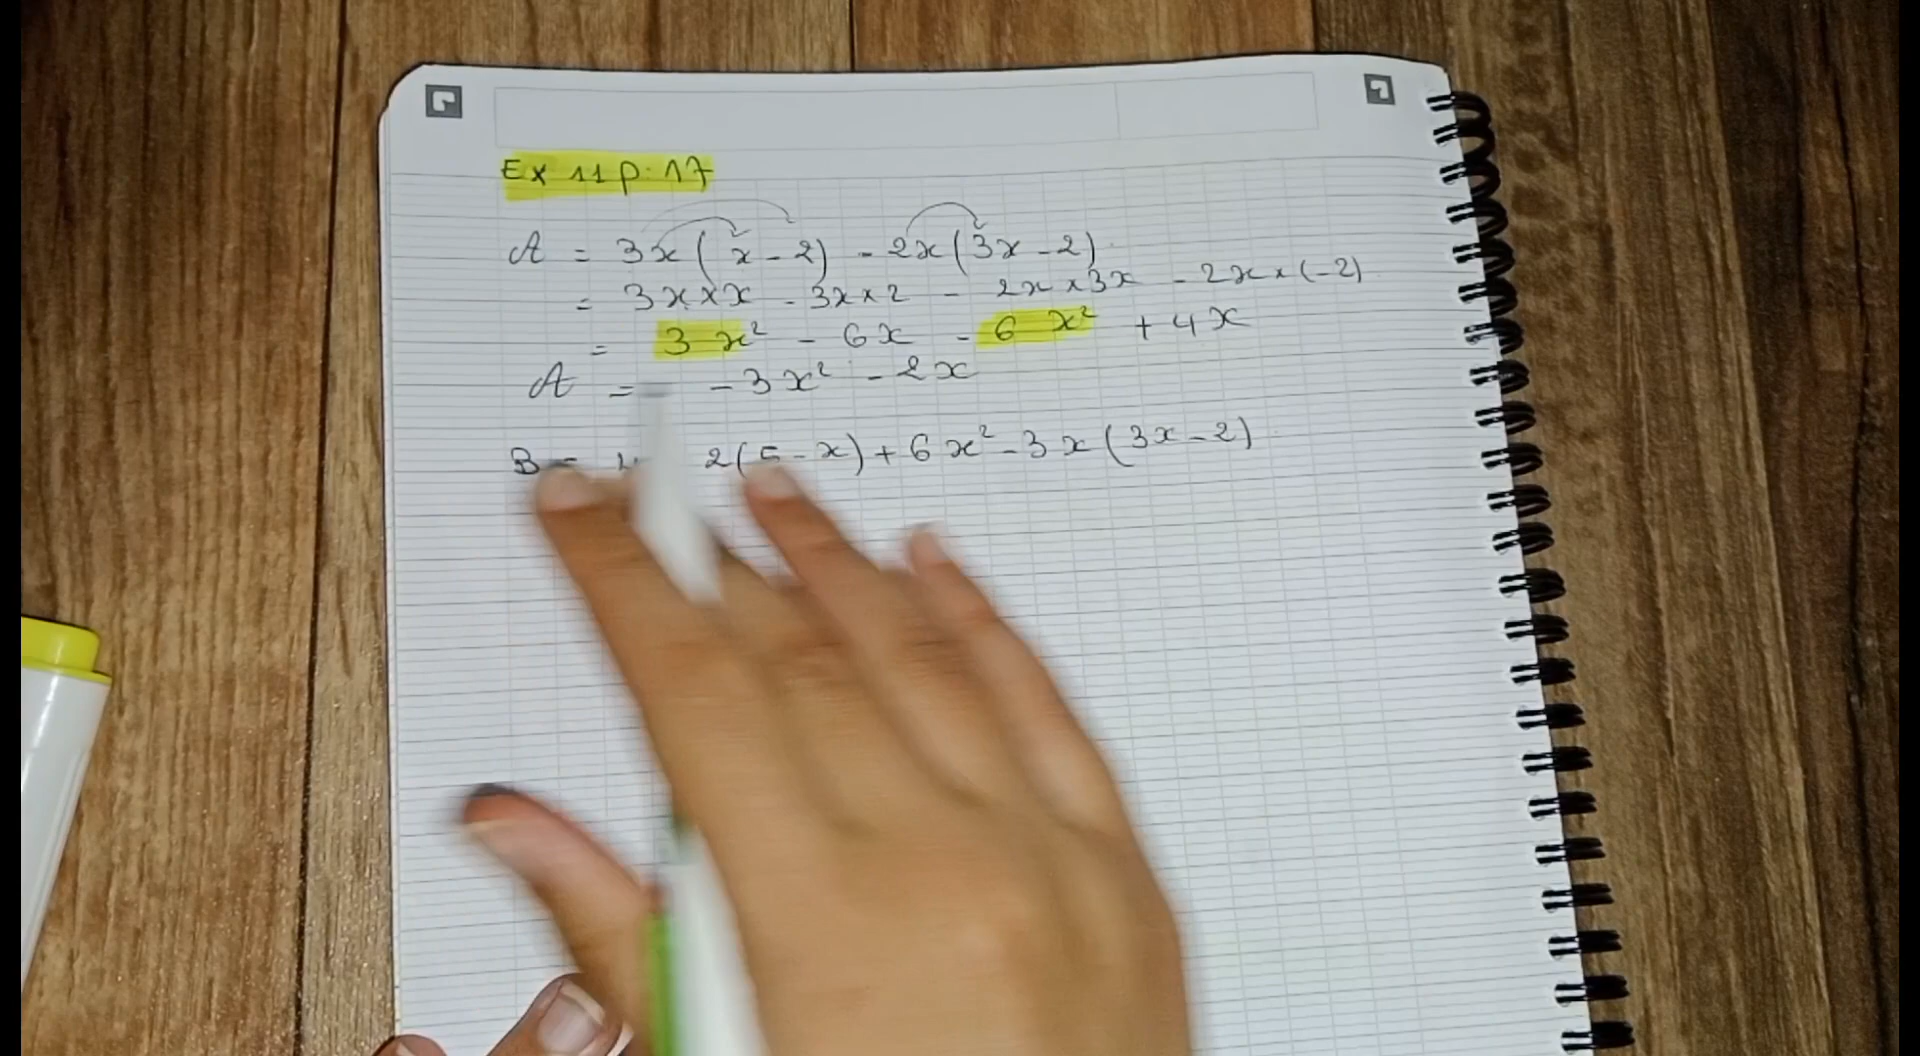 Ex 11 p.17
A = 3x(x-2) - 2x(3x-2)
= 3x×x - 3x×2 - 2x×3x - 2x×(-2)
= 3x² - 6x - 6x² + 4x
A = -3x² - 2x
B = 2(5-x) + 6x² - 3x(3x-2)